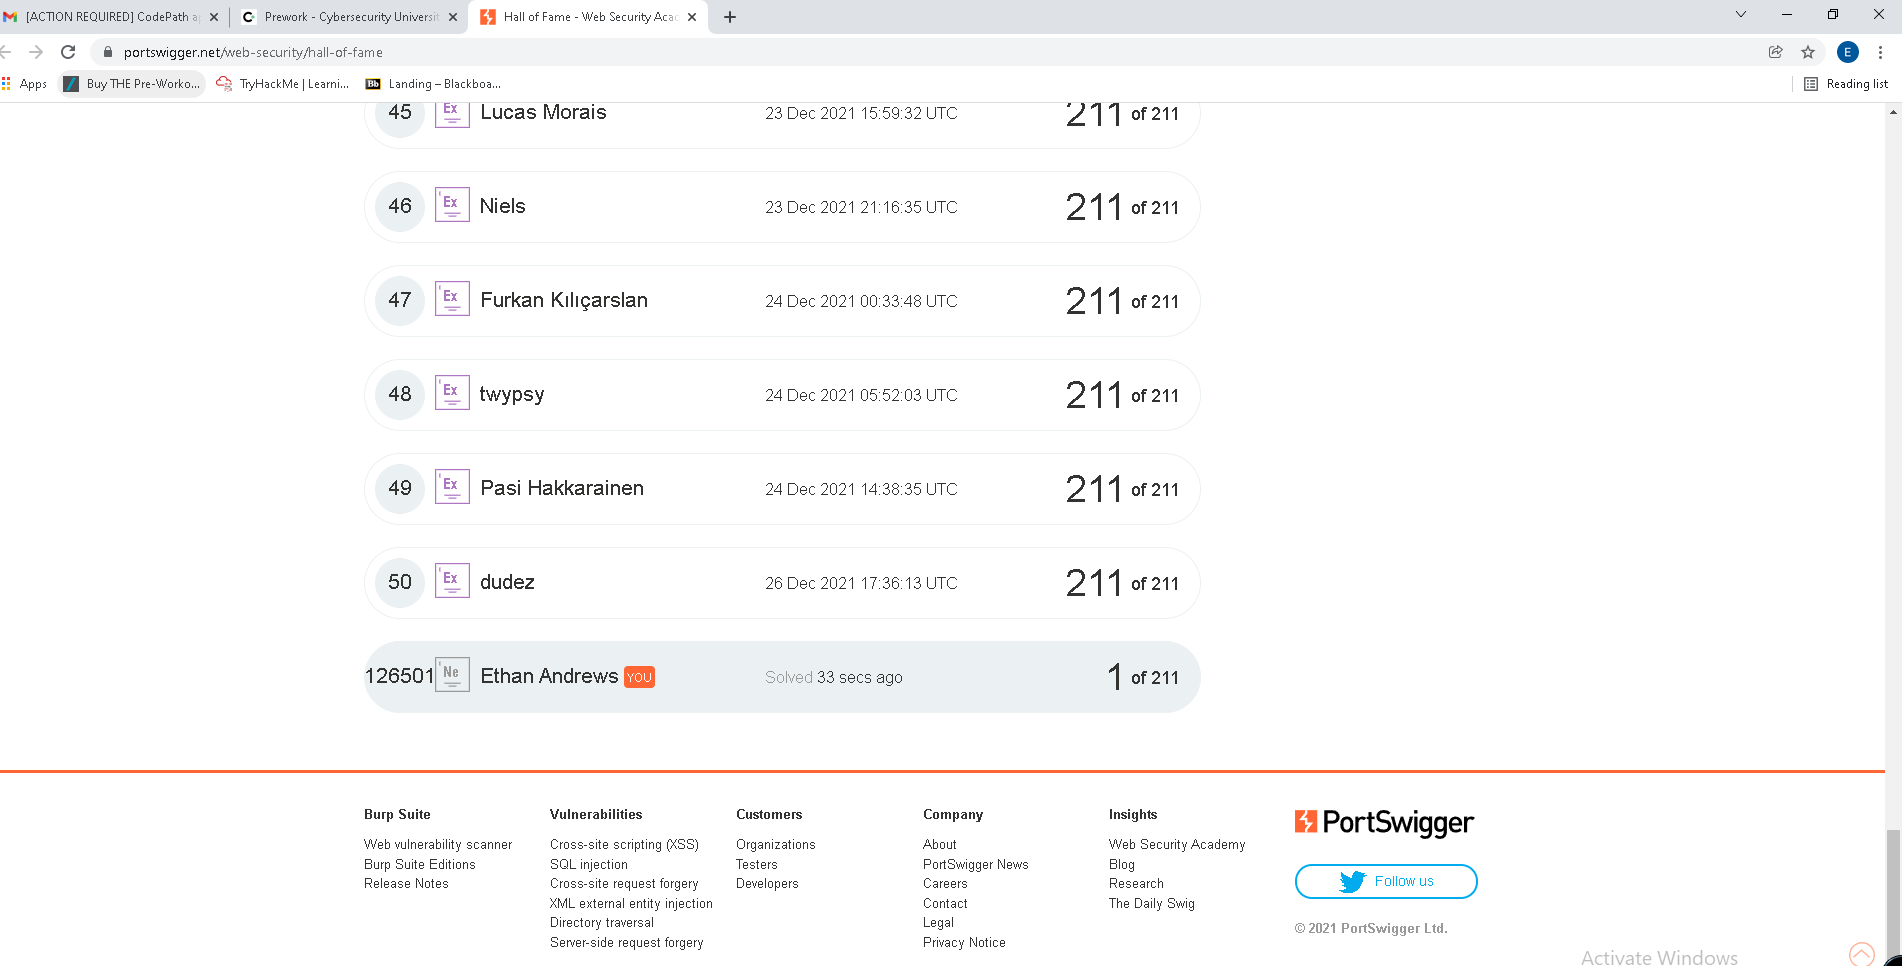 [ACTION REQUIRED] CodePath ap
Prework - Cybersecurity Universit
Hall of Fame - Web Security Acad
portswigger.net/web-security/hall-of-fame
E
Apps
Buy THE Pre-Worko...
TryHackMe | Learni...
Bb Landing – Blackboa...
Reading list
45 Ex Lucas Morais 23 Dec 2021 15:59:32 UTC 211 of 211
46 Ex Niels 23 Dec 2021 21:16:35 UTC 211 of 211
47 Ex Furkan Kılıçarslan 24 Dec 2021 00:33:48 UTC 211 of 211
48 Ex twypsy 24 Dec 2021 05:52:03 UTC 211 of 211
49 Ex Pasi Hakkarainen 24 Dec 2021 14:38:35 UTC 211 of 211
50 Ex dudez 26 Dec 2021 17:36:13 UTC 211 of 211
126501 Ne Ethan Andrews YOU Solved 33 secs ago 1 of 211
Burp Suite
Web vulnerability scanner
Burp Suite Editions
Release Notes
Vulnerabilities
Cross-site scripting (XSS)
SQL injection
Cross-site request forgery
XML external entity injection
Directory traversal
Server-side request forgery
Customers
Organizations
Testers
Developers
Company
About
PortSwigger News
Careers
Contact
Legal
Privacy Notice
Insights
Web Security Academy
Blog
Research
The Daily Swig
PortSwigger
Follow us
© 2021 PortSwigger Ltd.
Activate Windows